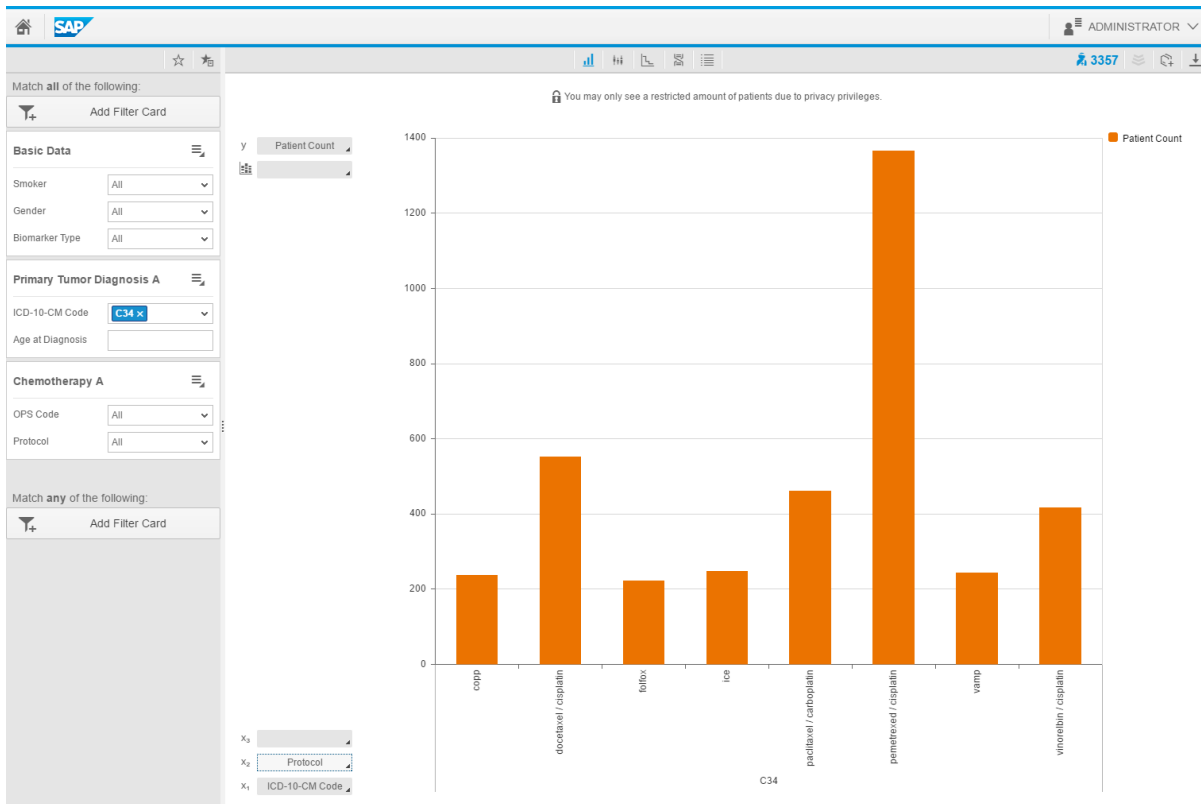 SAP
ADMINISTRATOR
3357
Match all of the following:
Add Filter Card
Basic Data
Smoker All
Gender All
Biomarker Type All
Primary Tumor Diagnosis A
ICD-10-CM Code C34 ×
Age at Diagnosis
Chemotherapy A
OPS Code All
Protocol All
Match any of the following:
Add Filter Card
You may only see a restricted amount of patients due to privacy privileges.
y Patient Count
1400
1200
1000
800
600
400
200
0
Patient Count
copp
docetaxel / cisplatin
folfox
ice
paclitaxel / carboplatin
pemetrexed / cisplatin
vamp
vinorelbin / cisplatin
C34
x₃
x₂ Protocol
x₁ ICD-10-CM Code